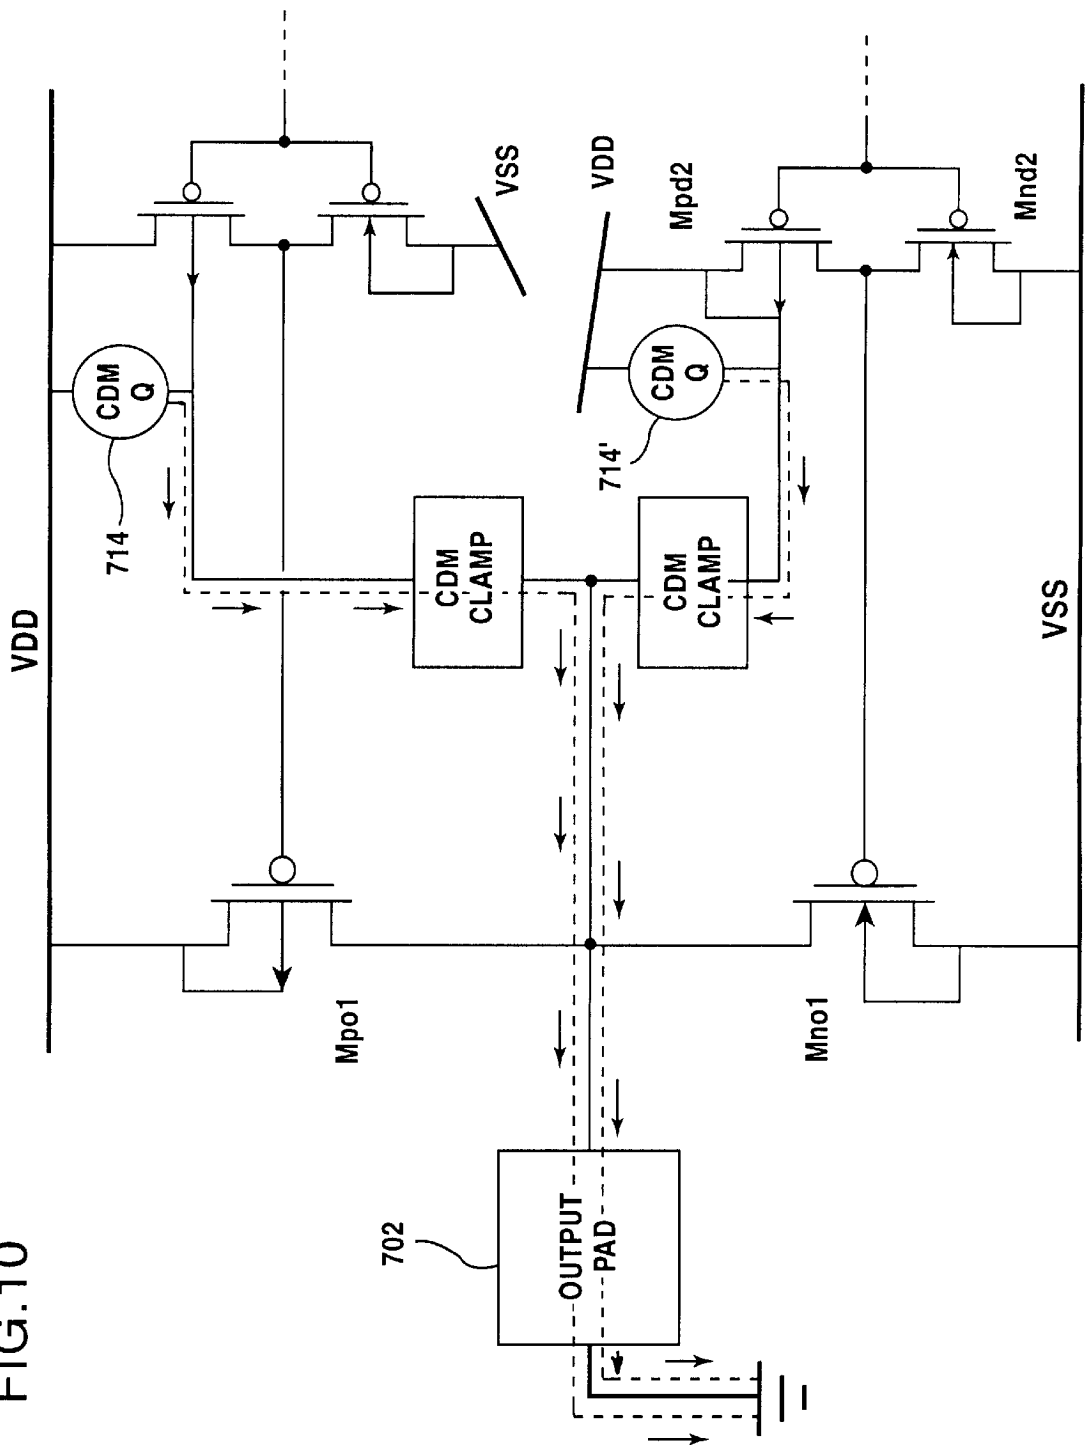 FIG.10
VDD
714
CDM
Q
VSS
Mpo1
CDM
CLAMP
702
OUTPUT
PAD
CDM
CLAMP
714'
CDM
Q
VDD
Mpd2
Mno1
Mnd2
VSS